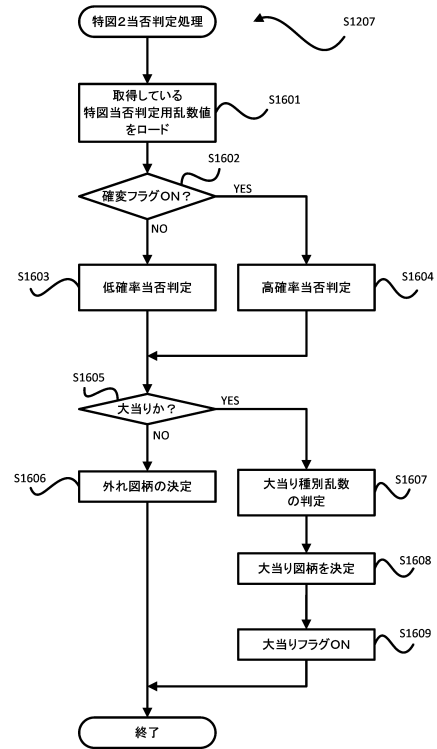 特図２当否判定処理
S1207
取得している
特図当否判定用乱数値
をロード
S1601
S1602
確変フラグON？
YES
NO
S1603
低確率当否判定
高確率当否判定
S1604
S1605
大当りか？
YES
NO
S1606
外れ図柄の決定
大当り種別乱数
の判定
S1607
大当り図柄を決定
S1608
大当りフラグON
S1609
終了